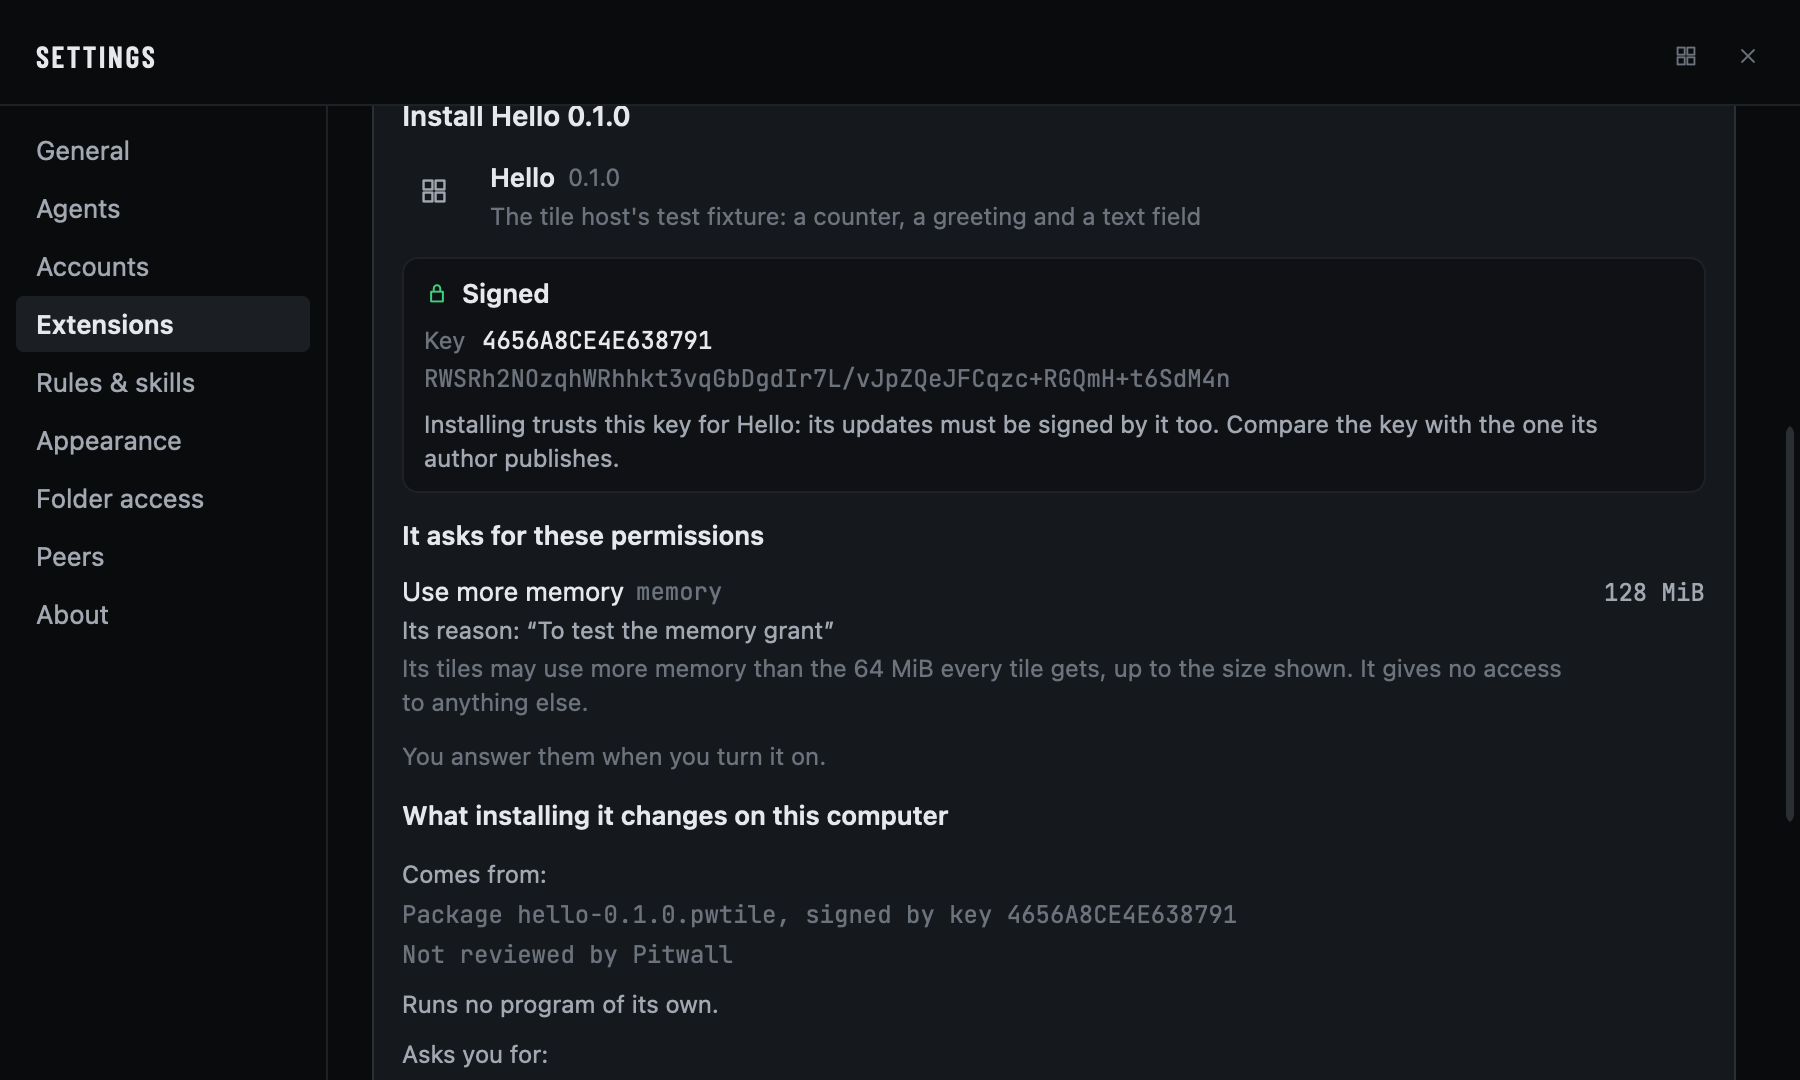 SETTINGS
General
Agents
Accounts
Extensions
Rules & skills
Appearance
Folder access
Peers
About
Install Hello 0.1.0
Hello 0.1.0
The tile host's test fixture: a counter, a greeting and a text field
Signed
Key 4656A8CE4E638791
RWSRh2NOzqhWRhhkt3vqGbDgdIr7L/vJpZQeJFCqzc+RGQmH+t6SdM4n
Installing trusts this key for Hello: its updates must be signed by it too. Compare the key with the one its
author publishes.
It asks for these permissions
Use more memory memory 128 MiB
Its reason: “To test the memory grant”
Its tiles may use more memory than the 64 MiB every tile gets, up to the size shown. It gives no access
to anything else.
You answer them when you turn it on.
What installing it changes on this computer
Comes from:
Package hello-0.1.0.pwtile, signed by key 4656A8CE4E638791
Not reviewed by Pitwall
Runs no program of its own.
Asks you for: